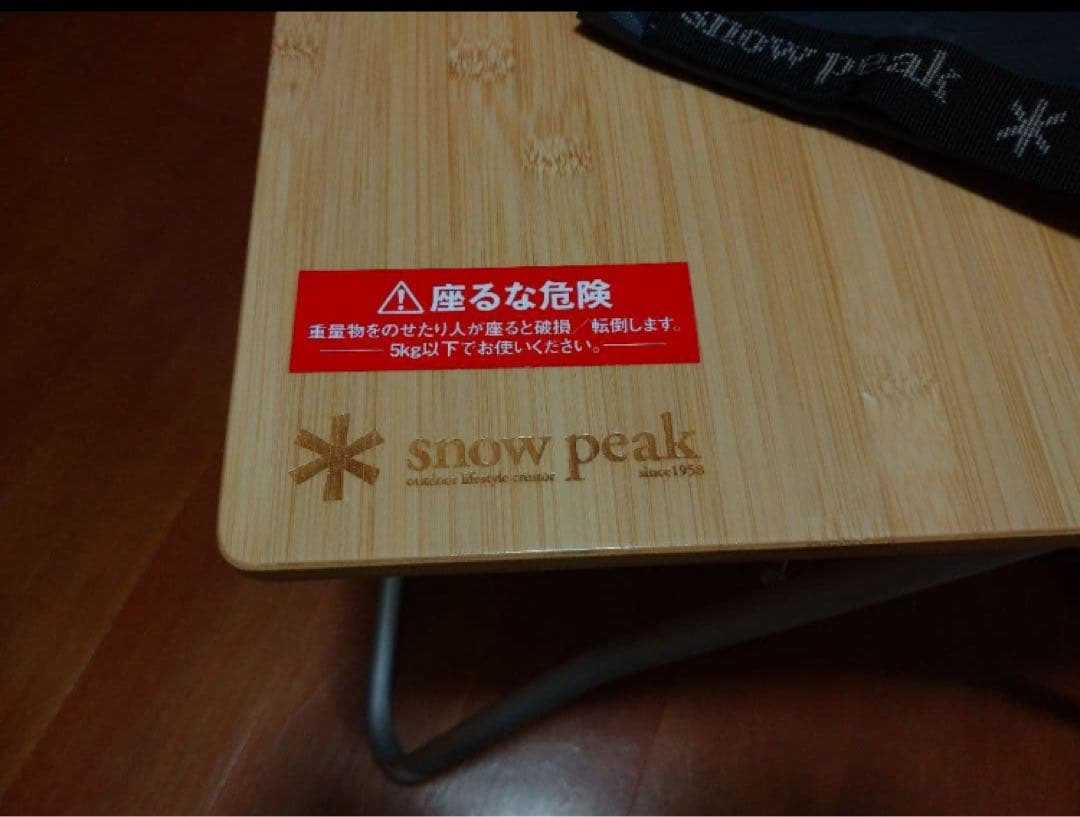 snow peak
⚠座るな危険
重量物をのせたり人が座ると破損/転倒します。
5kg以下でお使いください。
snow peak
outdoor lifestyle creator since1958